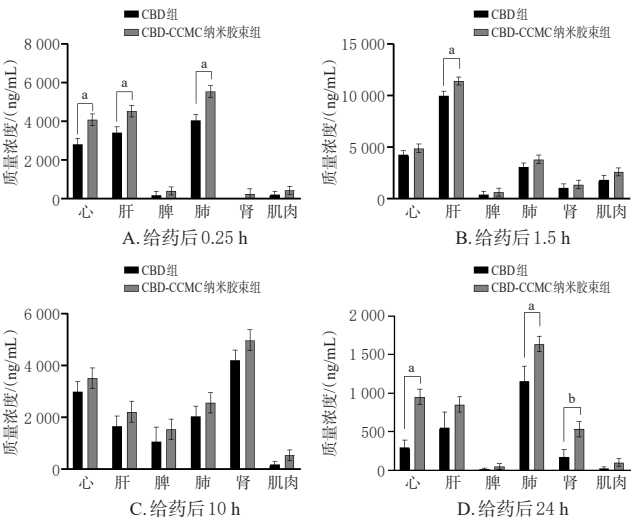 CBD组
CBD-CCMC纳米胶束组
质量浓度/(ng/mL)
8 000
6 000
4 000
2 000
0
a
a
a
心 肝 脾 肺 肾 肌肉
A.给药后0.25 h
CBD组
CBD-CCMC纳米胶束组
质量浓度/(ng/mL)
15 000
10 000
5 000
0
a
心 肝 脾 肺 肾 肌肉
B.给药后1.5 h
CBD组
CBD-CCMC纳米胶束组
质量浓度/(ng/mL)
6 000
4 000
2 000
0
心 肝 脾 肺 肾 肌肉
C.给药后10 h
CBD组
CBD-CCMC纳米胶束组
质量浓度/(ng/mL)
2 000
1 500
1 000
500
0
a
a
b
心 肝 脾 肺 肾 肌肉
D.给药后24 h